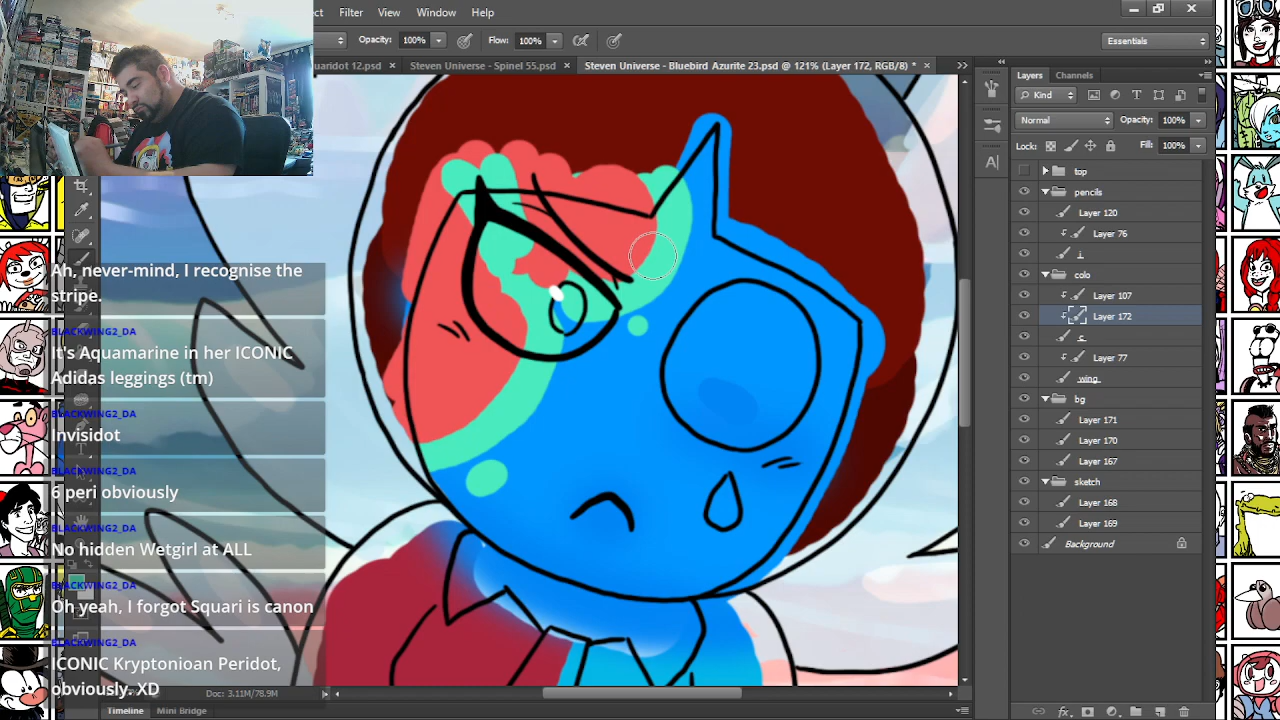 ct Filter View Window Help
Opacity: 100% Flow: 100% Essentials
uaridot 12.psd × Steven Universe - Spinel 55.psd × Steven Universe - Bluebird Azurite 23.psd @ 121% (Layer 172, RGB/8) * ×
Layers Channels
Kind
Normal Opacity: 100%
Lock: Fill: 100%
top
pencils
Layer 120
Layer 76
i
colo
Layer 107
Layer 172
c
Layer 77
wing
bg
Layer 171
Layer 170
Layer 167
sketch
Layer 168
Layer 169
Background
Ah, never-mind, I recognise the
stripe.
BLACKWING2_DA
It's Aquamarine in her ICONIC
Adidas leggings (tm)
BLACKWING2_DA
Invisidot
BLACKWING2_DA
6 peri obviously
BLACKWING2_DA
No hidden Wetgirl at ALL
BLACKWING2_DA
Oh yeah, I forgot Squari is canon
BLACKWING2_DA
ICONIC Kryptonioan Peridot,
obviously. XD
Doc: 3.11M/78.9M
Timeline Mini Bridge